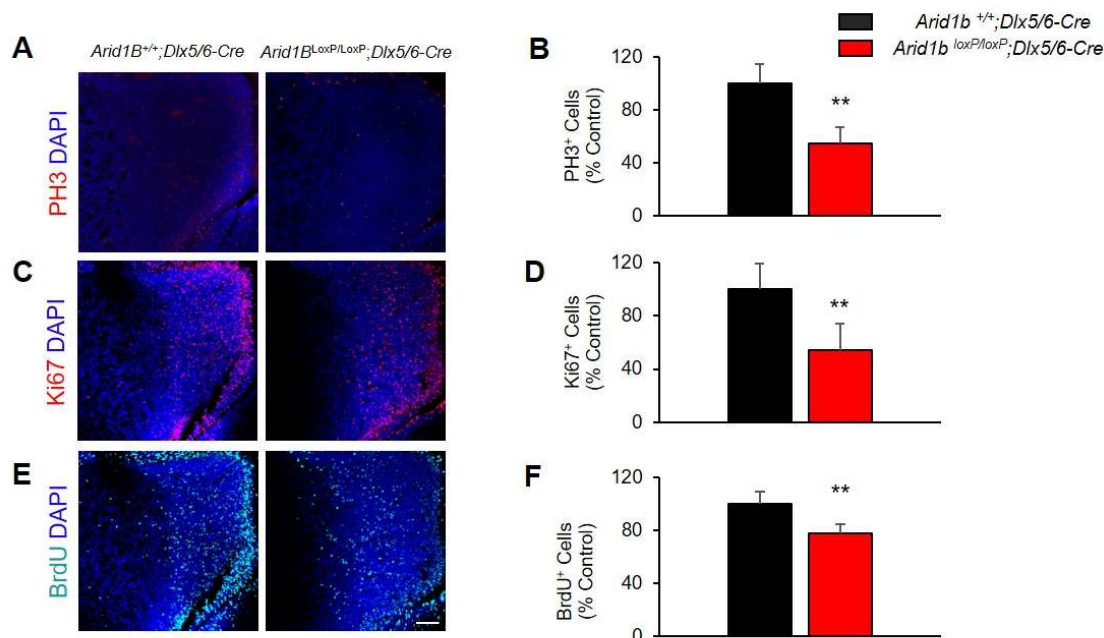 A
Arid1B+/+;Dlx5/6-Cre
Arid1BLoxP/LoxP;Dlx5/6-Cre
PH3 DAPI
B
Arid1b +/+;Dlx5/6-Cre
Arid1b loxP/loxP;Dlx5/6-Cre
PH3+ Cells
(% Control)
120
80
40
0
**
C
Ki67 DAPI
D
Ki67+ Cells
(% Control)
120
80
40
0
**
E
BrdU DAPI
F
BrdU+ Cells
(% Control)
120
80
40
0
**